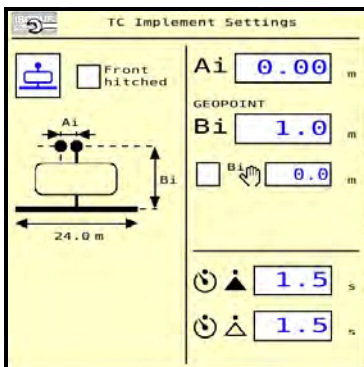 TC Implement Settings
Front
hitched
Ai
Bi
24.0 m
Ai 0.00 m
GEOPOINT
Bi 1.0 m
Bi 0.0 m
1.5 s
1.5 s